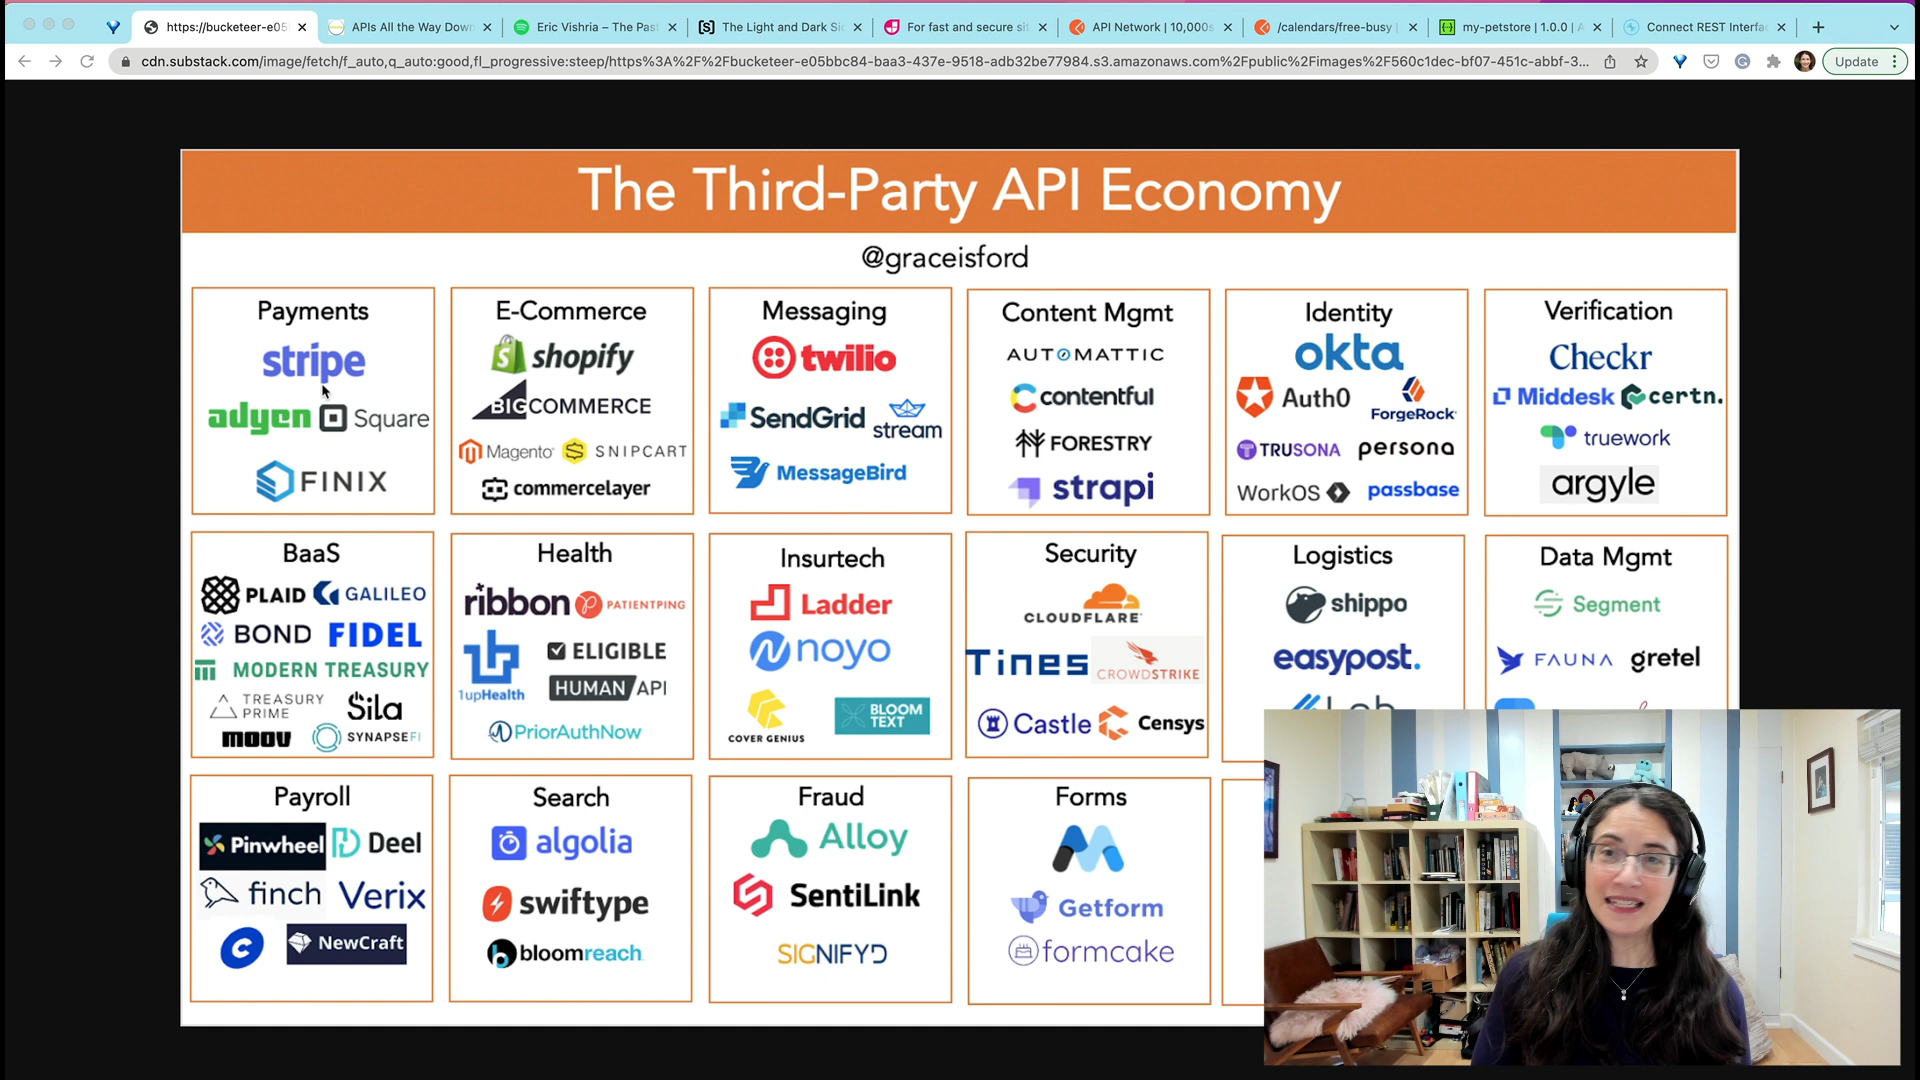 https://bucketeer-e05
APIs All the Way Down
Eric Vishria – The Past
The Light and Dark Si
For fast and secure sit
API Network | 10,000s
/calendars/free-busy |
my-petstore | 1.0.0 | A
Connect REST Interfac
cdn.substack.com/image/fetch/f_auto,q_auto:good,fl_progressive:steep/https%3A%2F%2Fbucketeer-e05bbc84-baa3-437e-9518-adb32be77984.s3.amazonaws.com%2Fpublic%2Fimages%2F560c1dec-bf07-451c-abbf-3...
Update
The Third-Party API Economy
@graceisford
Payments
stripe
adyen Square
FINIX
E-Commerce
shopify
BIGCOMMERCE
Magento SNIPCART
commercelayer
Messaging
twilio
SendGrid stream
MessageBird
Content Mgmt
AUTOMATTIC
contentful
FORESTRY
strapi
Identity
okta
Auth0 ForgeRock
TRUSONA persona
WorkOS passbase
Verification
Checkr
Middesk certn.
truework
argyle
BaaS
PLAID GALILEO
BOND FIDEL
MODERN TREASURY
TREASURY PRIME Sila
moov SYNAPSEFI
Health
ribbon PATIENTPING
1upHealth ELIGIBLE
HUMAN/API
PriorAuthNow
Insurtech
Ladder
noyo
COVER GENIUS BLOOM TEXT
Security
CLOUDFLARE
Tines CROWDSTRIKE
Castle Censys
Logistics
shippo
easypost.
Lob
Data Mgmt
Segment
FAUNA gretel
Payroll
Pinwheel Deel
finch Verix
NewCraft
Search
algolia
swiftype
bloomreach
Fraud
Alloy
SentiLink
SIGNIFYD
Forms
Getform
formcake